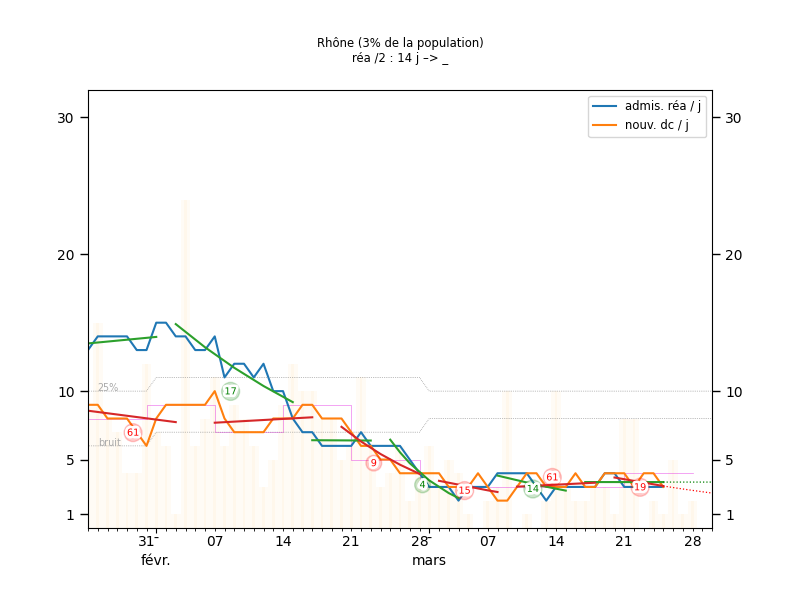 Rhône (3% de la population)
réa /2 : 14 j –> _
admis. réa / j
nouv. dc / j
30 30
20 20
10 10
5 5
1 1
25%
bruit
61
17
9
4
15
14
61
19
31 07 14 21 28 07 14 21 28
févr. mars